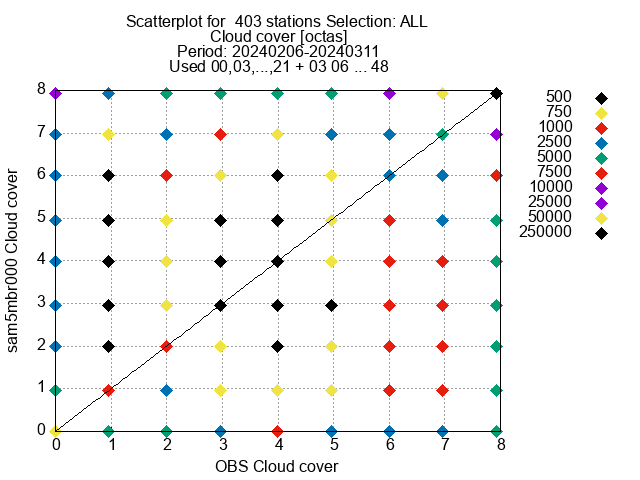 Scatterplot for  403 stations Selection: ALL
Cloud cover [octas]
Period: 20240206-20240311
Used 00,03,...,21 + 03 06 ... 48
8
7
6
5
4
3
2
1
0
sam5mbr000 Cloud cover
0 1 2 3 4 5 6 7 8
OBS Cloud cover
500
750
1000
2500
5000
7500
10000
25000
50000
250000